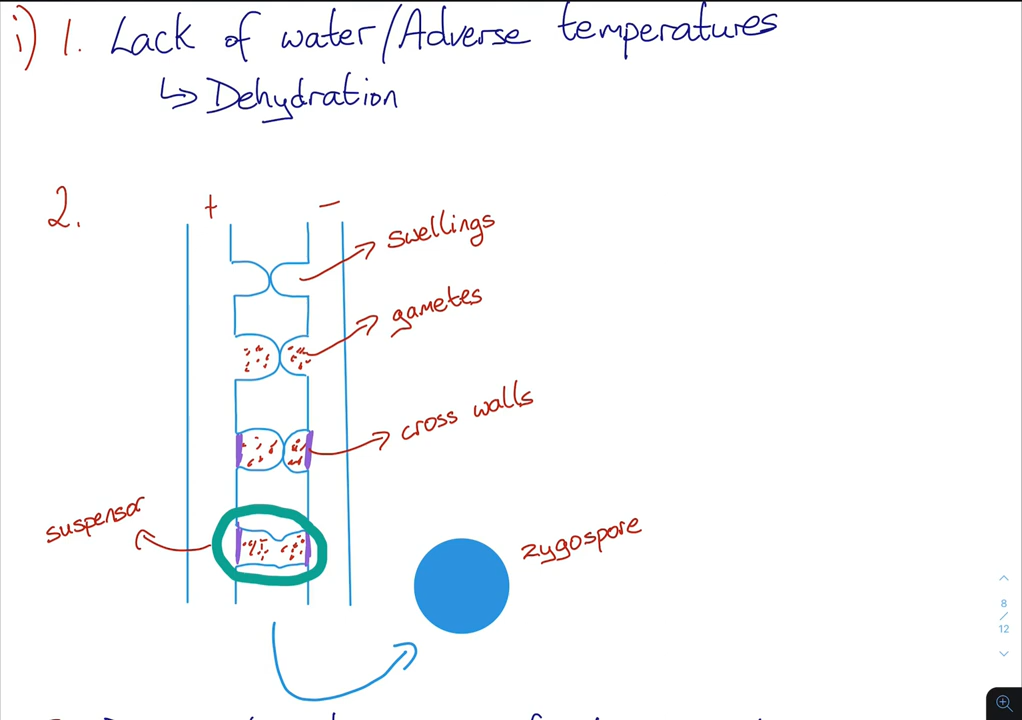 i) 1. Lack of water/Adverse temperatures
↳ Dehydration
2.
+ −
swellings
gametes
cross walls
suspensor
zygospore
8
/
12